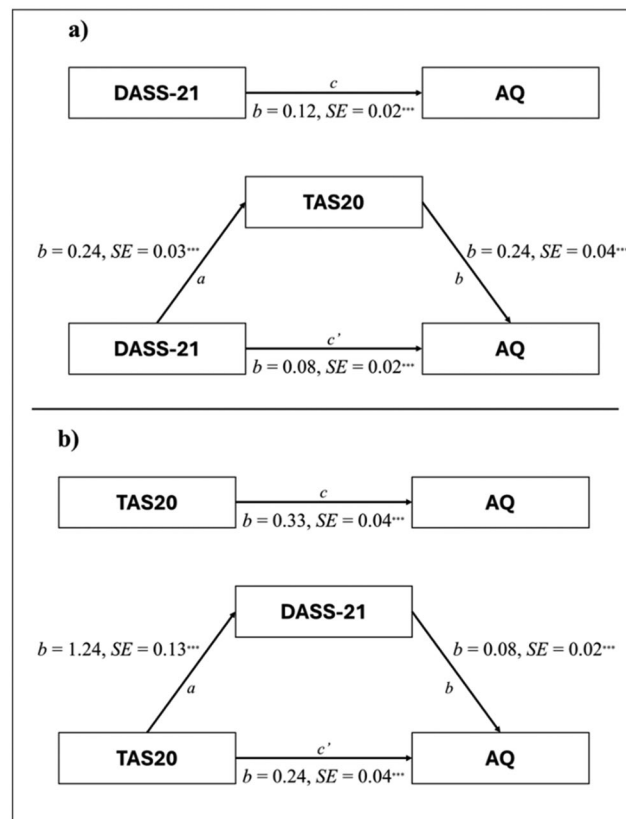 a)
DASS-21
c
AQ
b = 0.12, SE = 0.02***
TAS20
b = 0.24, SE = 0.03***
a
b = 0.24, SE = 0.04***
b
DASS-21
c'
AQ
b = 0.08, SE = 0.02***
b)
TAS20
c
AQ
b = 0.33, SE = 0.04***
DASS-21
b = 1.24, SE = 0.13***
a
b = 0.08, SE = 0.02***
b
TAS20
c'
AQ
b = 0.24, SE = 0.04***